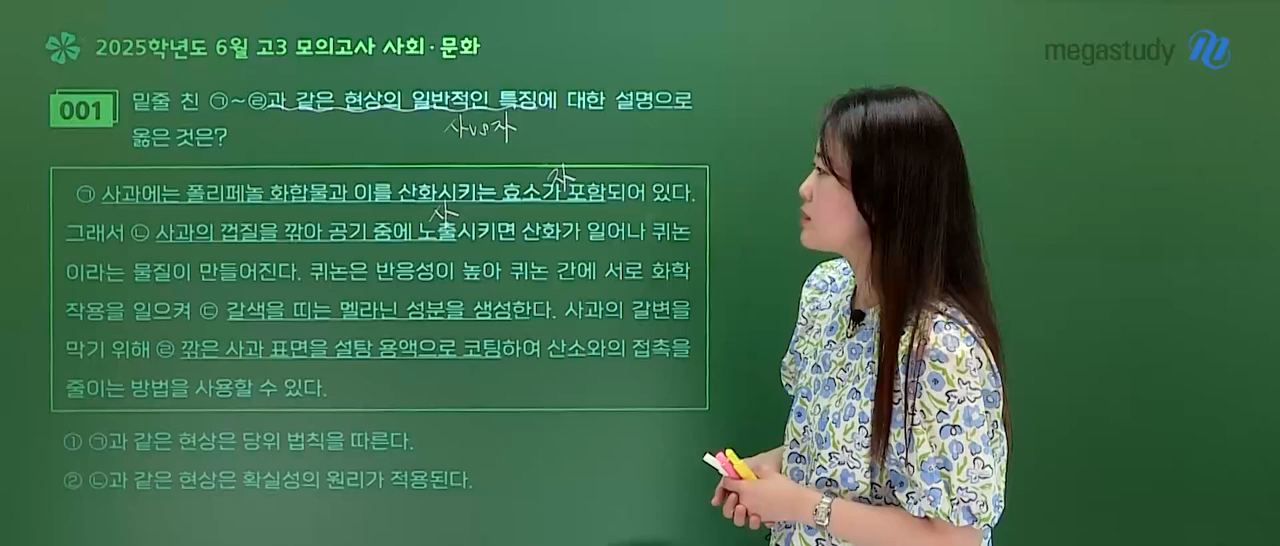 2025학년도 6월 고3 모의고사 사회·문화
megastudy
001
밑줄 친 ㉠~㉣과 같은 현상의 일반적인 특징에 대한 설명으로
옳은 것은?
사vs자
자
㉠ 사과에는 폴리페놀 화합물과 이를 산화시키는 효소가 포함되어 있다.
사
그래서 ㉡ 사과의 껍질을 깎아 공기 중에 노출시키면 산화가 일어나 퀴논
이라는 물질이 만들어진다. 퀴논은 반응성이 높아 퀴논 간에 서로 화학
작용을 일으켜 ㉢ 갈색을 띠는 멜라닌 성분을 생성한다. 사과의 갈변을
막기 위해 ㉣ 깎은 사과 표면을 설탕 용액으로 코팅하여 산소와의 접촉을
줄이는 방법을 사용할 수 있다.
① ㉠과 같은 현상은 당위 법칙을 따른다.
② ㉡과 같은 현상은 확실성의 원리가 적용된다.